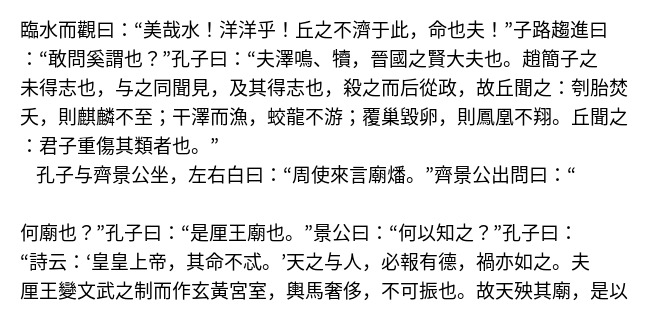 臨水而觀曰：“美哉水！洋洋乎！丘之不濟于此，命也夫！”子路趨進曰
：“敢問奚謂也？”孔子曰：“夫澤鳴、犢，晉國之賢大夫也。趙簡子之
未得志也，与之同聞見，及其得志也，殺之而后從政，故丘聞之：刳胎焚
夭，則麒麟不至；干澤而漁，蛟龍不游；覆巢毀卵，則鳳凰不翔。丘聞之
：君子重傷其類者也。”
孔子与齊景公坐，左右白曰：“周使來言廟燔。”齊景公出問曰：“
何廟也？”孔子曰：“是厘王廟也。”景公曰：“何以知之？”孔子曰：
“詩云：‘皇皇上帝，其命不忒。’天之与人，必報有德，禍亦如之。夫
厘王變文武之制而作玄黃宮室，輿馬奢侈，不可振也。故天殃其廟，是以